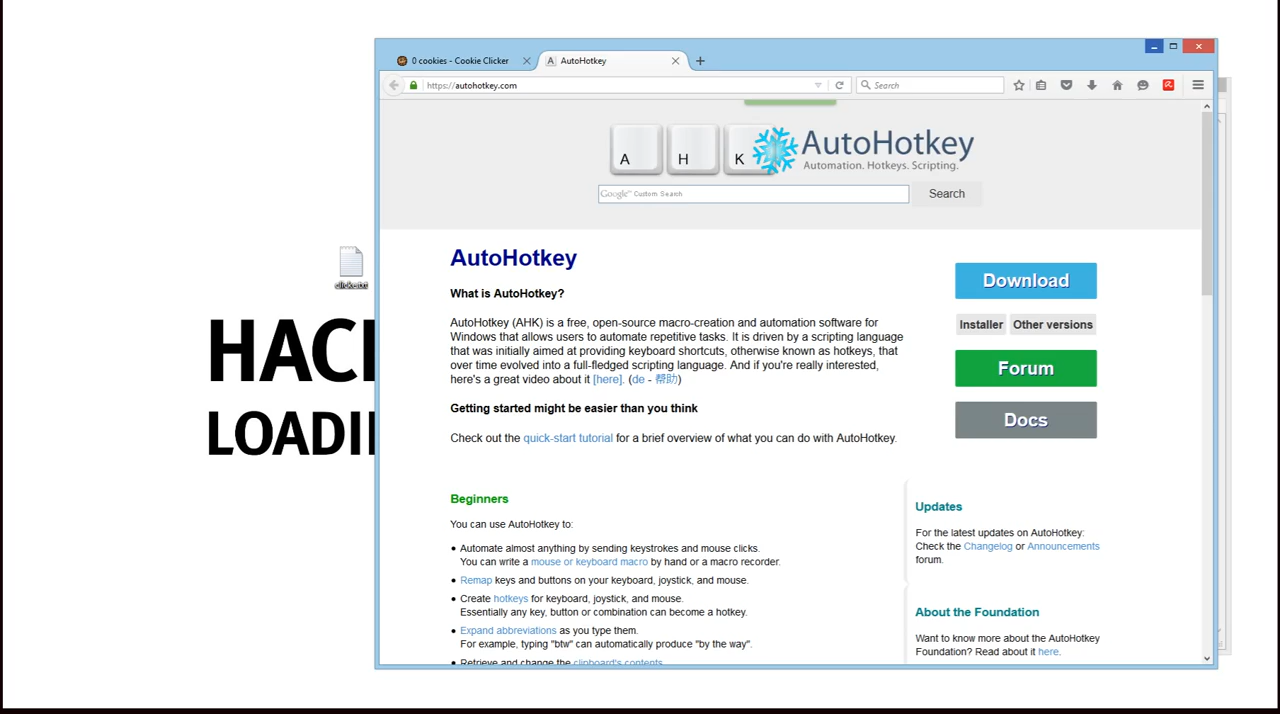 0 cookies - Cookie Clicker
AutoHotkey
https://autohotkey.com
Search
A H K AutoHotkey
Automation. Hotkeys. Scripting.
Google™ Custom Search
Search
AutoHotkey
What is AutoHotkey?
AutoHotkey (AHK) is a free, open-source macro-creation and automation software for
Windows that allows users to automate repetitive tasks. It is driven by a scripting language
that was initially aimed at providing keyboard shortcuts, otherwise known as hotkeys, that
over time evolved into a full-fledged scripting language. And if you're really interested,
here's a great video about it [here]. (de - 帮助)
Getting started might be easier than you think
Check out the quick-start tutorial for a brief overview of what you can do with AutoHotkey.
Download
Installer Other versions
Forum
Docs
Beginners
You can use AutoHotkey to:
• Automate almost anything by sending keystrokes and mouse clicks.
You can write a mouse or keyboard macro by hand or a macro recorder.
• Remap keys and buttons on your keyboard, joystick, and mouse.
• Create hotkeys for keyboard, joystick, and mouse.
Essentially any key, button or combination can become a hotkey.
• Expand abbreviations as you type them.
For example, typing "btw" can automatically produce "by the way".
• Retrieve and change the clipboard's contents
Updates
For the latest updates on AutoHotkey:
Check the Changelog or Announcements
forum.
About the Foundation
Want to know more about the AutoHotkey
Foundation? Read about it here.
HAC
LOADI